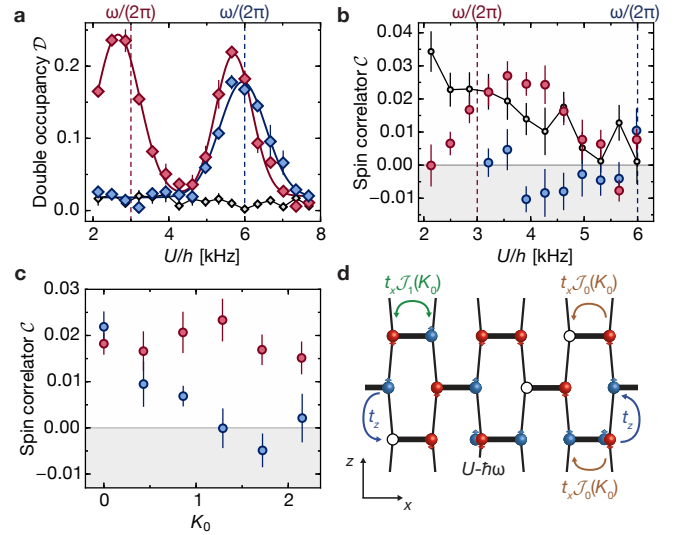 a
ω/(2π)
ω/(2π)
Double occupancy 𝒟
0.2
0.1
0.0
2 4 6 8
U/h [kHz]
b
ω/(2π)
ω/(2π)
Spin correlator 𝒞
0.04
0.03
0.02
0.01
0.00
−0.01
2 3 4 5 6
U/h [kHz]
c
Spin correlator 𝒞
0.03
0.02
0.01
0.00
−0.01
0 1 2
K₀
d
tₓ𝒥₁(K₀)
tₓ𝒥₀(K₀)
t_z
t_z
U-ħω
tₓ𝒥₀(K₀)
z
x